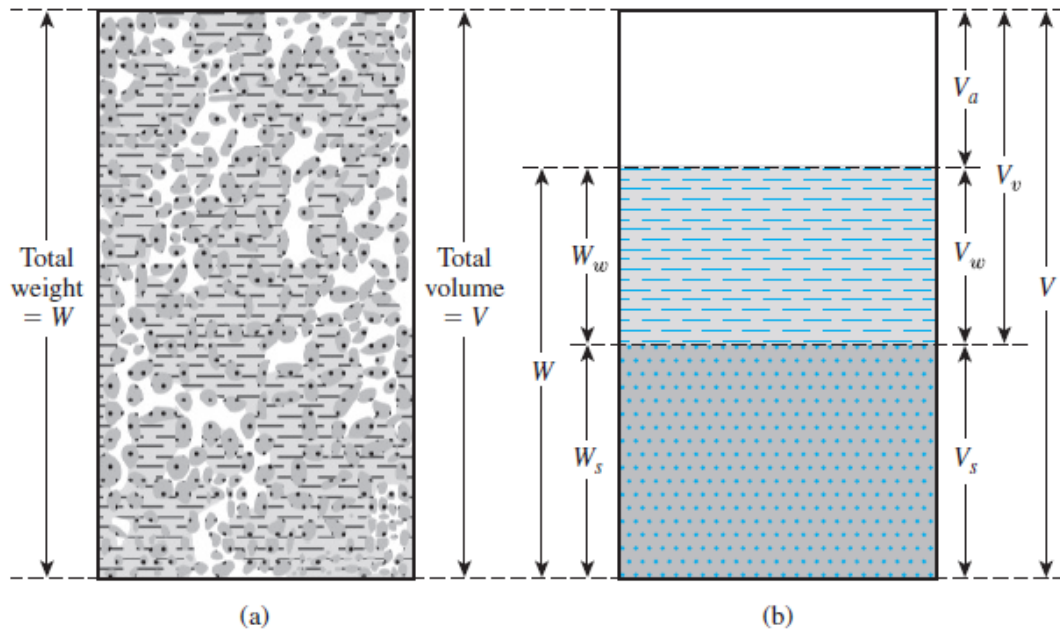 Total
weight
= W
Total
volume
= V
(a)
W
W_w
W_s
V_a
V_w
V_s
V_v
V
(b)